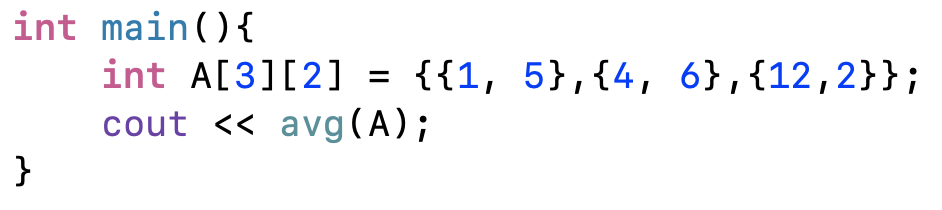 int main(){
    int A[3][2] = {{1, 5},{4, 6},{12,2}};
    cout << avg(A);
}